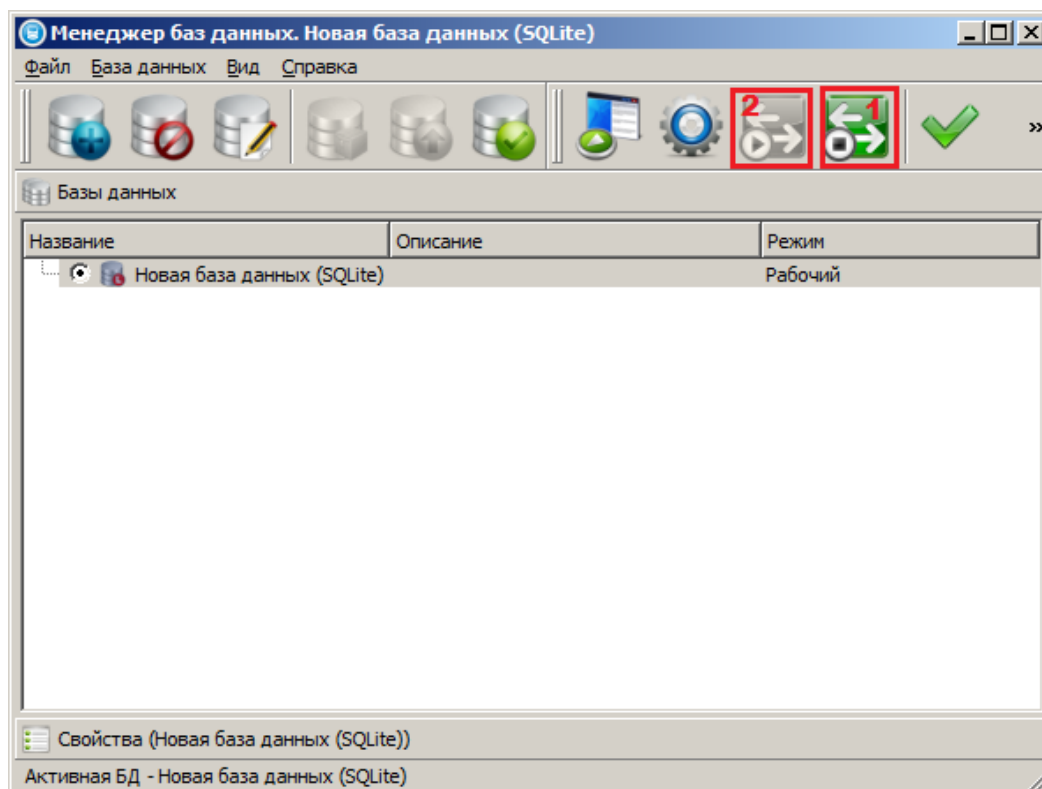 Менеджер баз данных. Новая база данных (SQLite)
Файл База данных Вид Справка
2 1
»
Базы данных
Название Описание Режим
Новая база данных (SQLite) Рабочий
Свойства (Новая база данных (SQLite))
Активная БД - Новая база данных (SQLite)